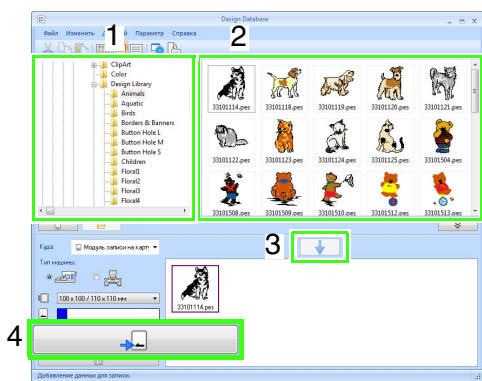 Design Database
Файл Изменить Параметр Справка
1 2
ClipArt
Color
Design Library
Animals
Aquatic
Birds
Borders & Banners
Button Hole L
Button Hole M
Button Hole S
Children
Floral1
Floral2
Floral3
Floral4
33101114.pes 33101118.pes 33101119.pes 33101120.pes 33101121.pes
33101122.pes 33101123.pes 33101124.pes 33101125.pes 33101504.pes
33101508.pes 33101509.pes 33101510.pes 33101512.pes 33101513.pes
Куда: Модуль записи на карту
3
Тип машины:
100 x 100 / 110 x 110 мм
33101114.pes
4
Добавление данных для записи.